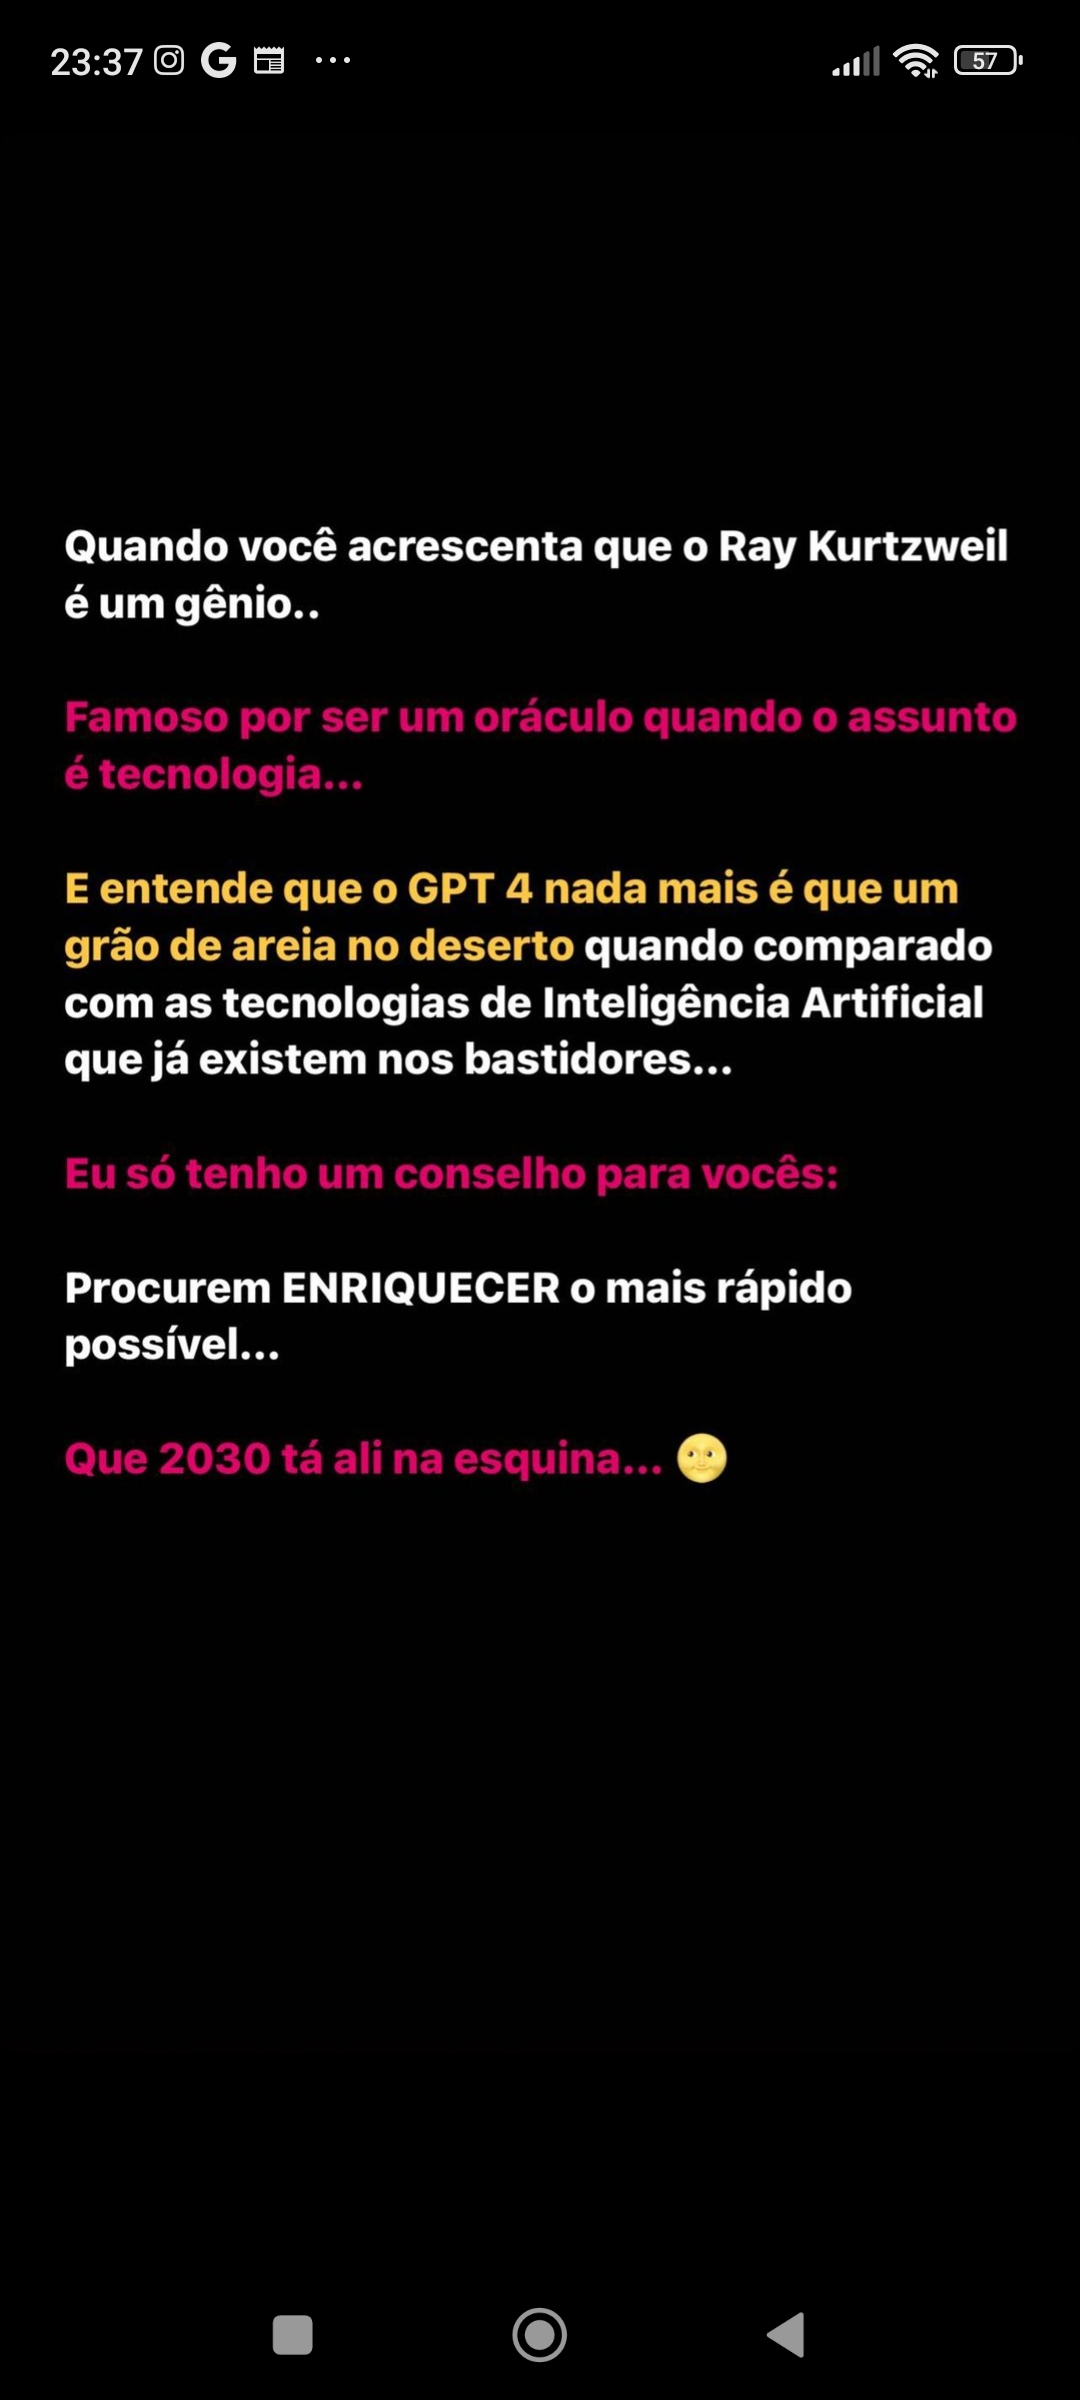 23:37
57
Quando você acrescenta que o Ray Kurtzweil
é um gênio..
Famoso por ser um oráculo quando o assunto
é tecnologia...
E entende que o GPT 4 nada mais é que um
grão de areia no deserto quando comparado
com as tecnologias de Inteligência Artificial
que já existem nos bastidores...
Eu só tenho um conselho para vocês:
Procurem ENRIQUECER o mais rápido
possível...
Que 2030 tá ali na esquina... 🌝